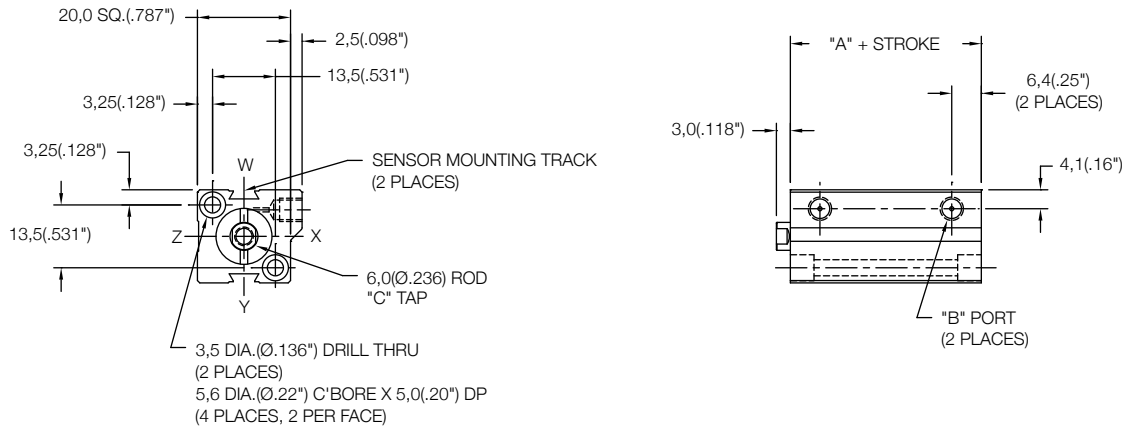 20,0 SQ.(.787")
2,5(.098")
13,5(.531")
3,25(.128")
3,25(.128")
W
SENSOR MOUNTING TRACK
(2 PLACES)
13,5(.531")
Z
X
6,0(Ø.236) ROD
"C" TAP
Y
3,5 DIA.(Ø.136") DRILL THRU
(2 PLACES)
5,6 DIA.(Ø.22") C'BORE X 5,0(.20") DP
(4 PLACES, 2 PER FACE)
"A" + STROKE
6,4(.25")
(2 PLACES)
3,0(.118")
4,1(.16")
"B" PORT
(2 PLACES)